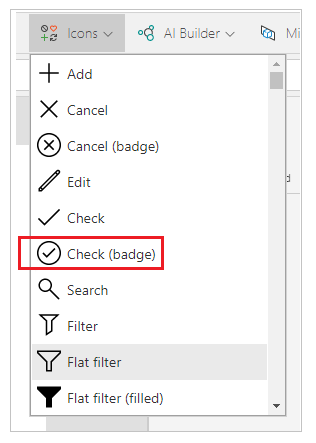 Icons AI Builder Mi
Add
Cancel
Cancel (badge)
Edit
Check
Check (badge)
Search
Filter
Flat filter
Flat filter (filled)